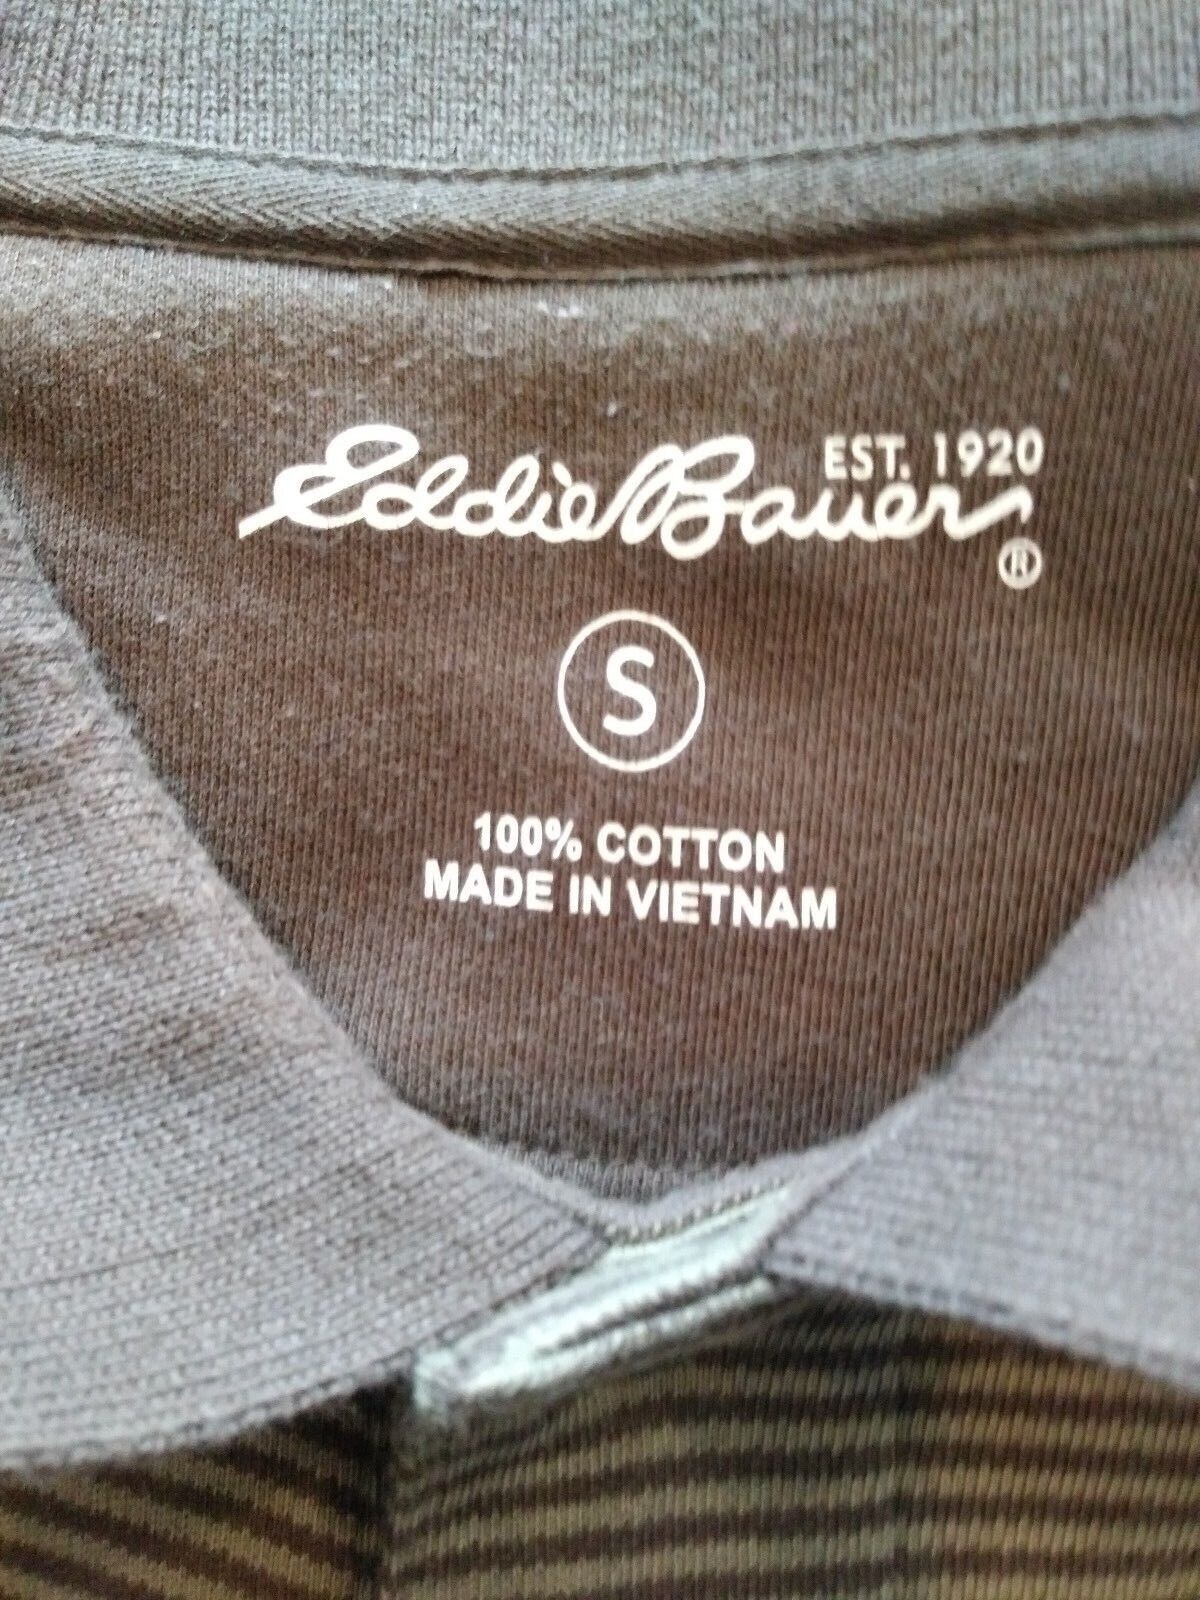 EST. 1920
Eddie Bauer
®
S
100% COTTON
MADE IN VIETNAM